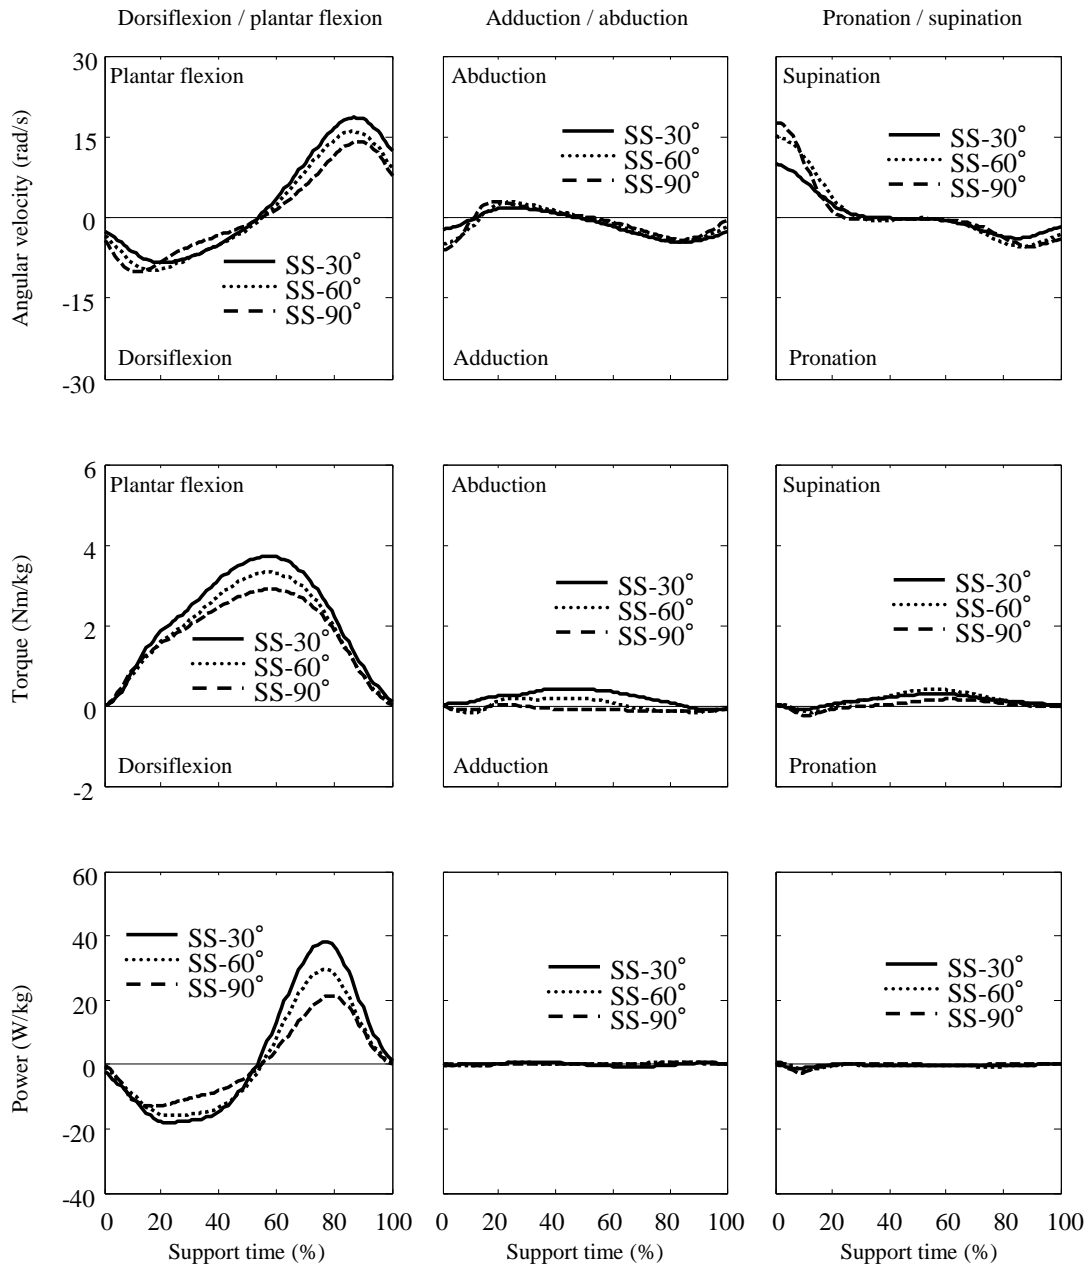 Dorsiflexion / plantar flexion
Adduction / abduction
Pronation / supination
Angular velocity (rad/s)
30
15
0
-15
-30
Plantar flexion
SS-30°
SS-60°
SS-90°
Dorsiflexion
Abduction
SS-30°
SS-60°
SS-90°
Adduction
Supination
SS-30°
SS-60°
SS-90°
Pronation
Torque (Nm/kg)
6
4
2
0
-2
Plantar flexion
SS-30°
SS-60°
SS-90°
Dorsiflexion
Abduction
SS-30°
SS-60°
SS-90°
Adduction
Supination
SS-30°
SS-60°
SS-90°
Pronation
Power (W/kg)
60
40
20
0
-20
-40
SS-30°
SS-60°
SS-90°
0 20 40 60 80 100
Support time (%)
SS-30°
SS-60°
SS-90°
0 20 40 60 80 100
Support time (%)
SS-30°
SS-60°
SS-90°
0 20 40 60 80 100
Support time (%)